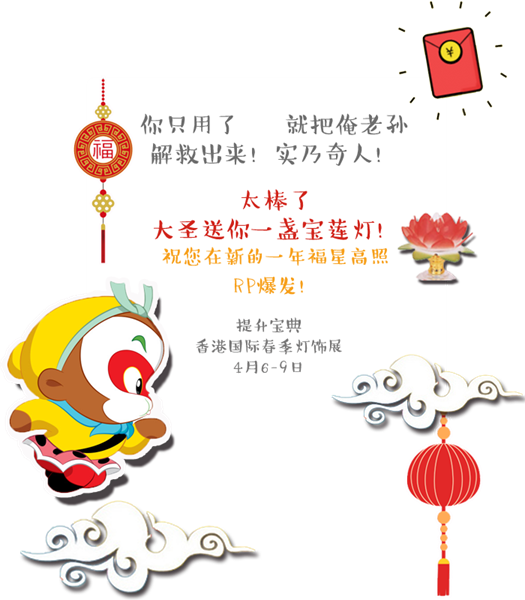 ¥
福
你只用了 就把俺老孙
解救出来! 实乃奇人!
太棒了
大圣送你一盏宝莲灯!
祝您在新的一年福星高照
RP爆发!
提升宝典
香港国际春季灯饰展
4月6-9日